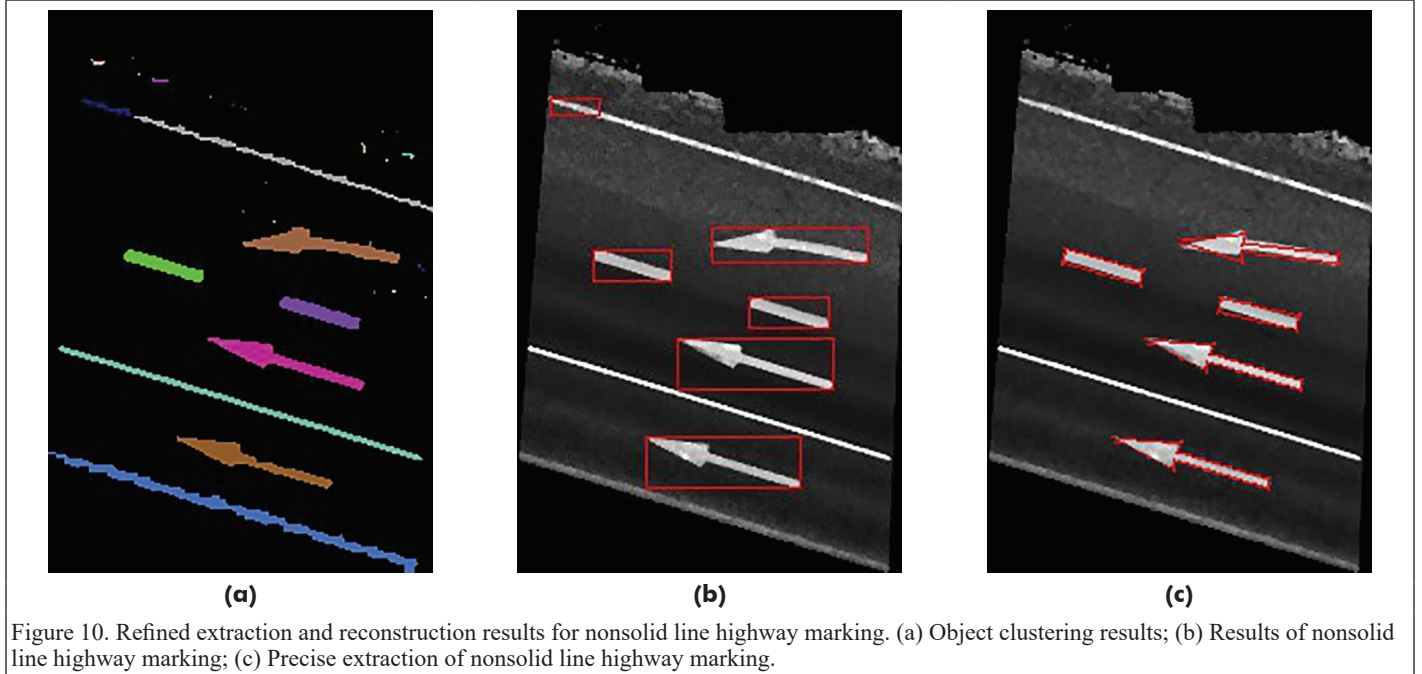 (a)
(b)
(c)
Figure 10. Refined extraction and reconstruction results for nonsolid line highway marking. (a) Object clustering results; (b) Results of nonsolid
line highway marking; (c) Precise extraction of nonsolid line highway marking.